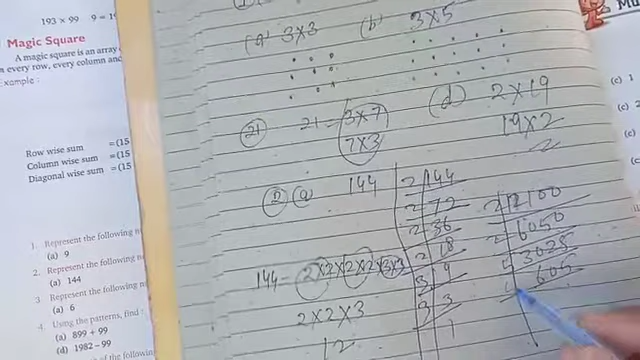 193 × 99
Magic Square
A magic square is an array
every row, every column and
Example :
Row wise sum = (15
Column wise sum = (15
Diagonal wise sum = (15
1. Represent the following
(a) 9
2. Represent the following
(a) 144
3. Represent the following
(a) 6
4. Using the patterns, find
(a) 899 + 99
(d) 1982 – 99
(a) 3×3
(b) 3×5
(21) 21 = 3×7
7×3
(d) 2×19
19×2
(2) (a) 144
2 144
2 72
2 36
2 18
3 9
3 3
1
144 = 2×2×2×2×3×3
2×2×3
12
2 12100
2 6050
5 3025
5 605
(c) 1
(c)
(c)